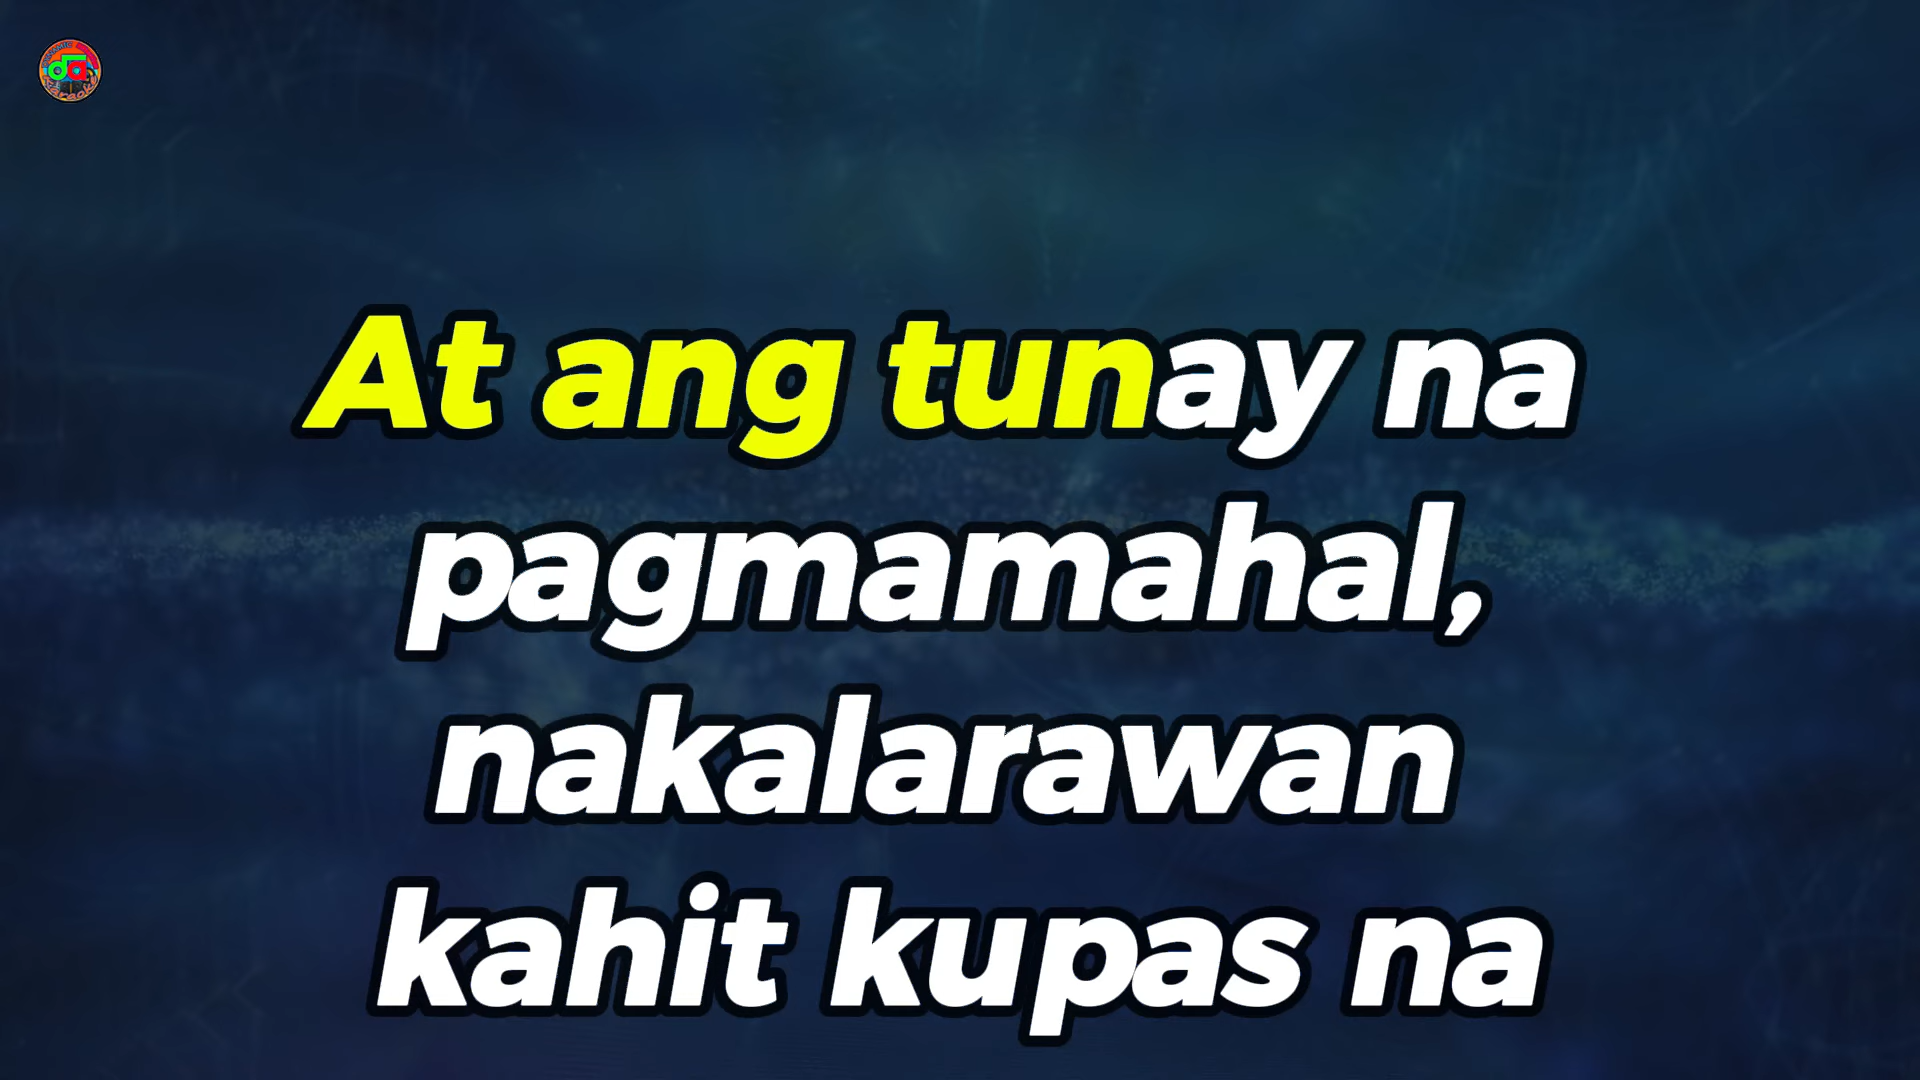 At ang tunay na
pagmamahal,
nakalarawan
kahit kupas na